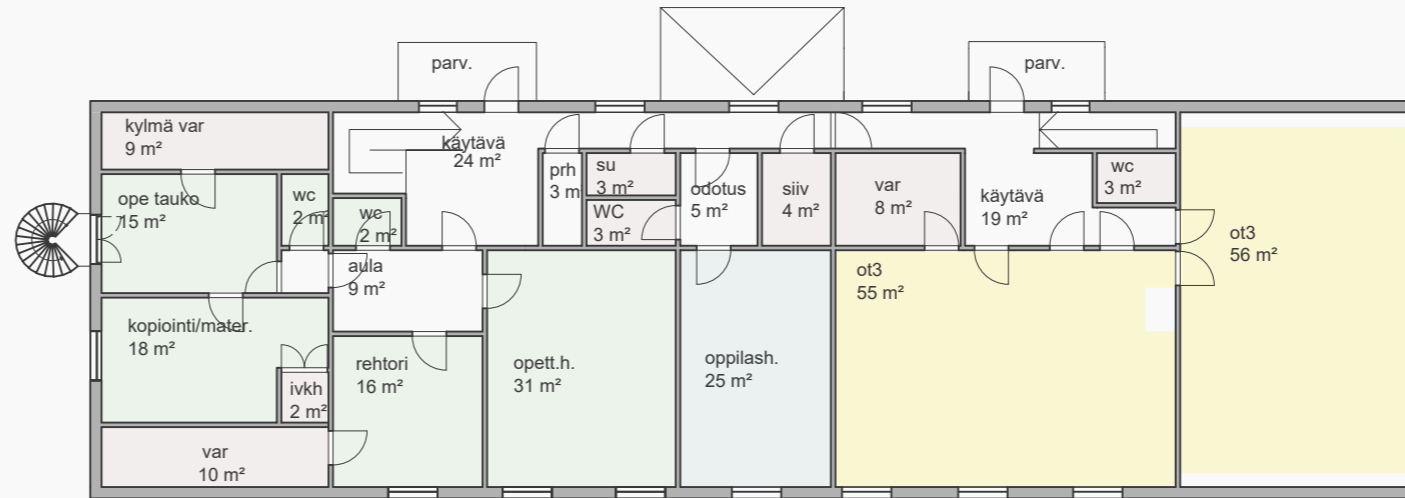 parv.
parv.
kylmä var
9 m²
käytävä
24 m²
prh
3 m
su
3 m²
odotus
5 m²
siiv
4 m²
var
8 m²
käytävä
19 m²
wc
3 m²
ope tauko
15 m²
wc
2 m²
wc
2 m²
WC
3 m²
ot3
56 m²
aula
9 m²
ot3
55 m²
kopiointi/mater.
18 m²
rehtori
16 m²
opett.h.
31 m²
oppilash.
25 m²
ivkh
2 m²
var
10 m²